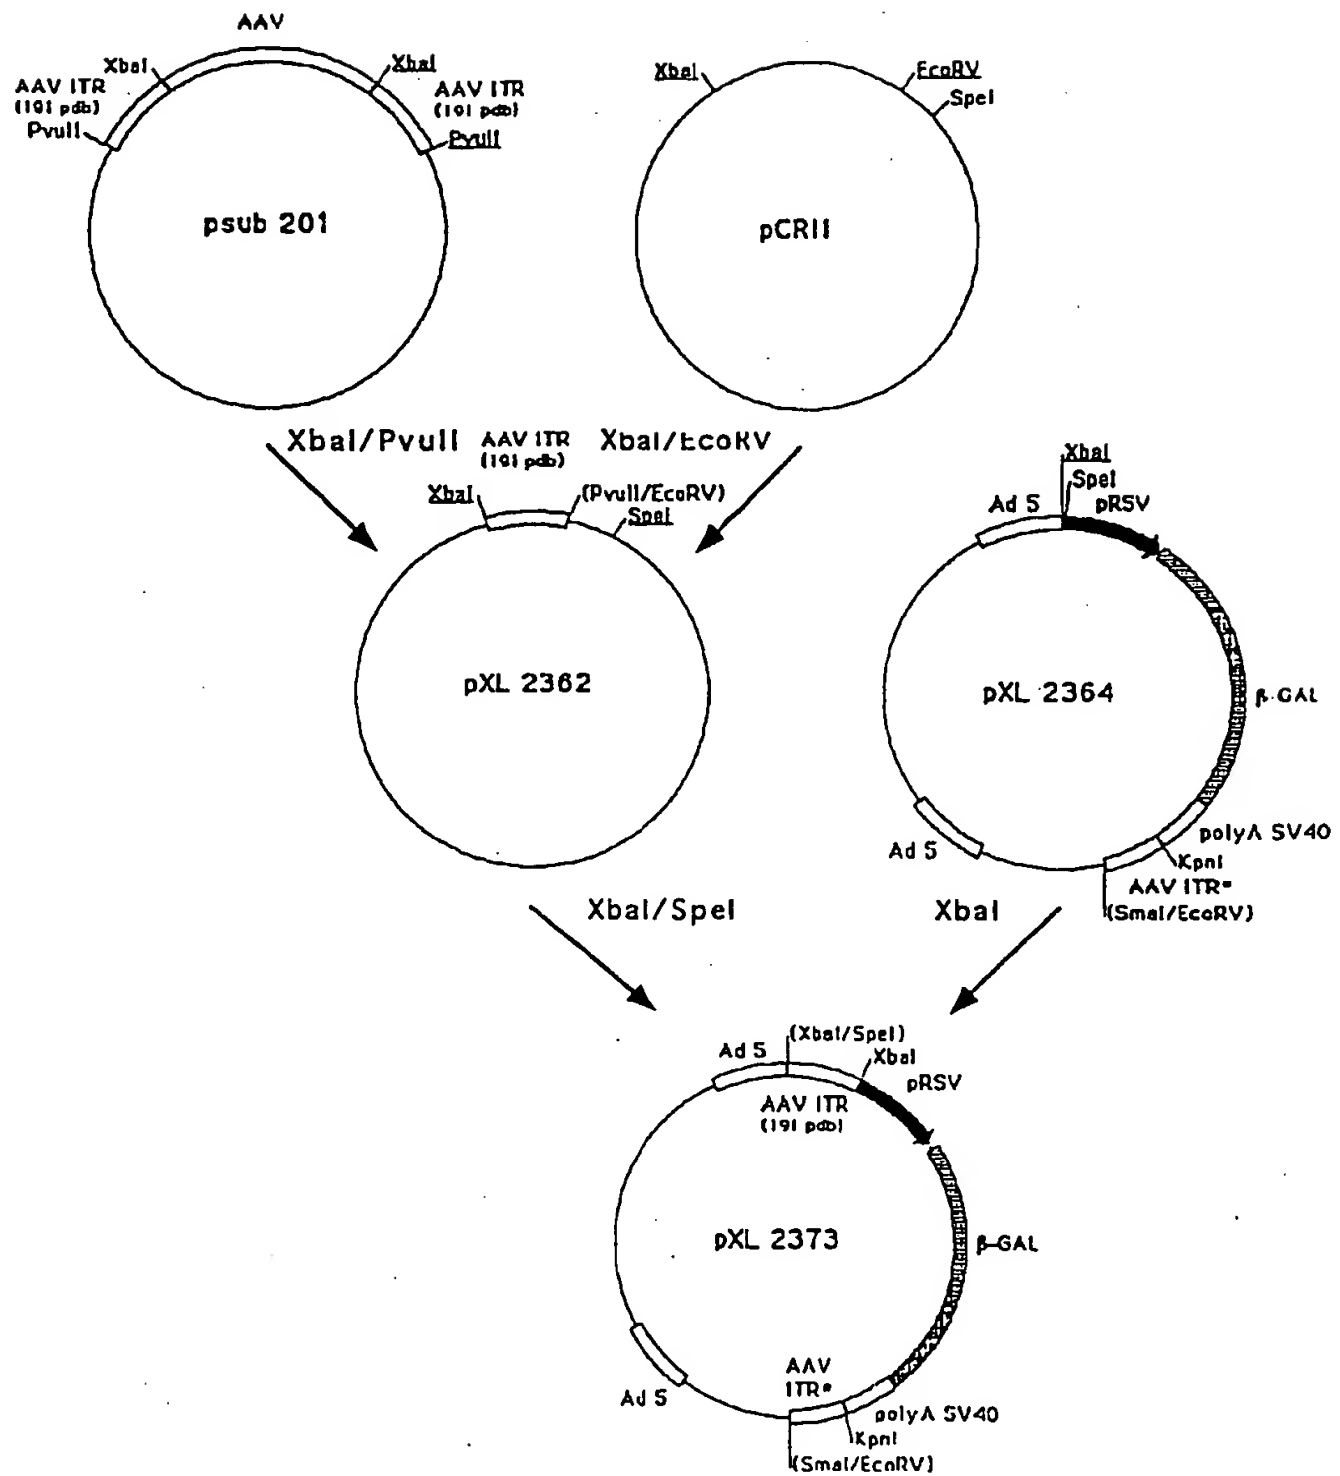 AAV
XbaI
XbaI
AAV ITR
(191 pdb)
AAV ITR
(191 pdb)
PvuII
PvuII
psub 201
XbaI
EcoRV
SpeI
pCRII
XbaI/PvuII
XbaI/EcoRV
AAV ITR
(191 pdb)
XbaI
(PvuII/EcoRV)
SpeI
pXL 2362
XbaI
SpeI
Ad 5
pRSV
pXL 2364
β-GAL
polyA SV40
Ad 5
KpnI
AAV ITR*
(SmaI/EcoRV)
XbaI/SpeI
XbaI
(XbaI/SpeI)
Ad 5
XbaI
pRSV
AAV ITR
(191 pdb)
pXL 2373
β-GAL
AAV
ITR*
Ad 5
polyA SV40
KpnI
(SmaI/EcoRV)